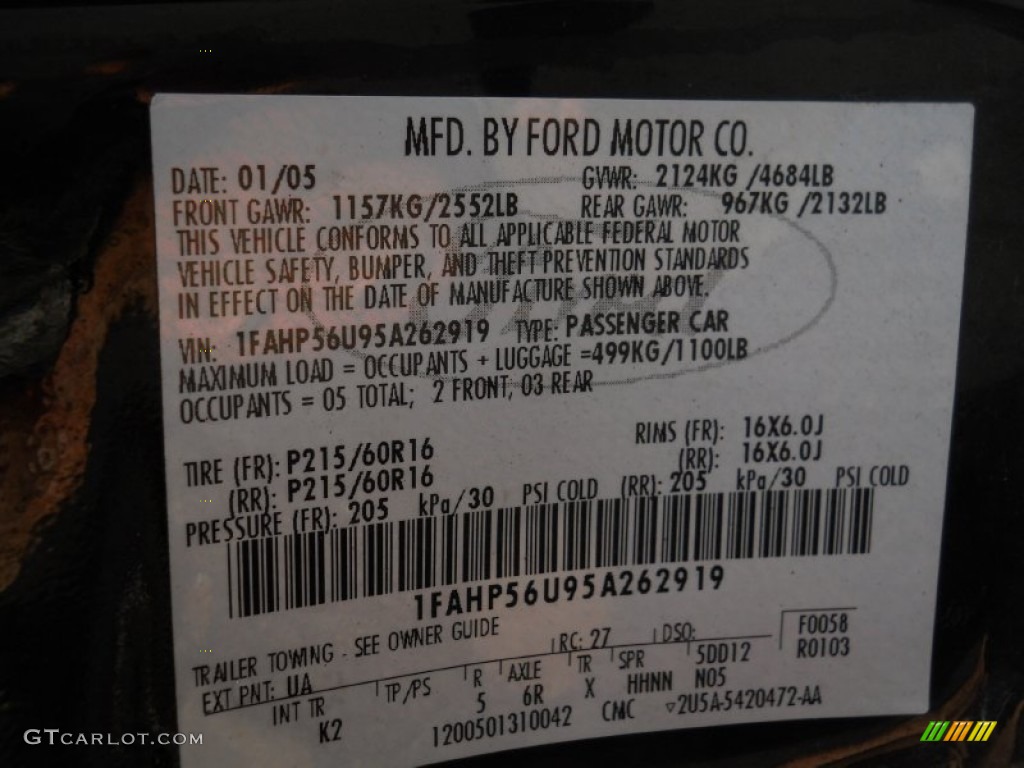 MFD. BY FORD MOTOR CO.
DATE: 01/05 GVWR: 2124KG /4684LB
FRONT GAWR: 1157KG/2552LB REAR GAWR: 967KG /2132LB
THIS VEHICLE CONFORMS TO ALL APPLICABLE FEDERAL MOTOR
VEHICLE SAFETY, BUMPER, AND THEFT PREVENTION STANDARDS
IN EFFECT ON THE DATE OF MANUFACTURE SHOWN ABOVE.
VIN: 1FAHP56U95A262919 TYPE: PASSENGER CAR
MAXIMUM LOAD = OCCUPANTS + LUGGAGE =499KG/1100LB
OCCUPANTS = 05 TOTAL; 2 FRONT, 03 REAR
TIRE (FR): P215/60R16 RIMS (FR): 16X6.0J
(RR): P215/60R16 (RR): 16X6.0J
PRESSURE (FR): 205 kPa/30 PSI COLD (RR): 205 kPa/30 PSI COLD
1FAHP56U95A262919
TRAILER TOWING - SEE OWNER GUIDE
EXT PNT: UA RC: 27 DSO: F0058
R0103
INT TR TP/PS R AXLE TR SPR 5DD12
K2 5 6R X HHNN N05
1200501310042 CMC ▽2U5A-5420472-AA
Ford
GTCARLOT.COM